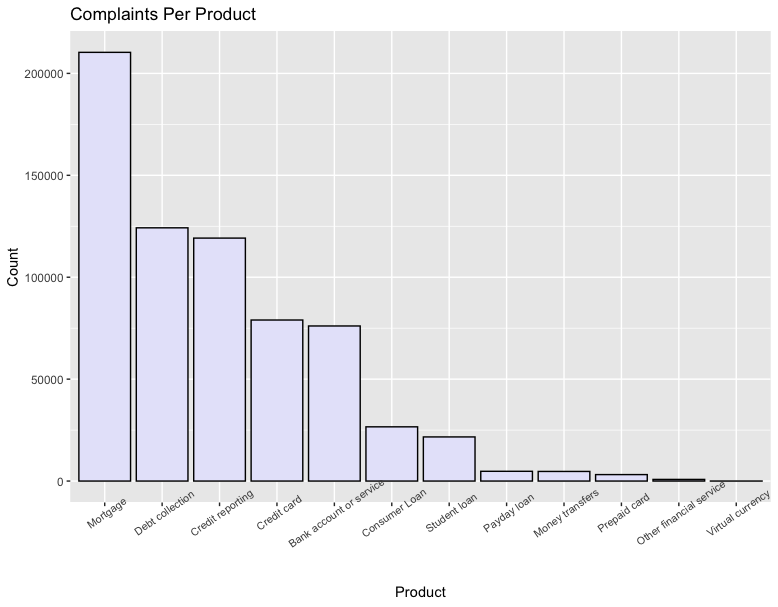 Complaints Per Product
Count
200000
150000
100000
50000
0
Mortgage
Debt collection
Credit reporting
Credit card
Bank account or service
Consumer Loan
Student loan
Payday loan
Money transfers
Prepaid card
Other financial service
Virtual currency
Product